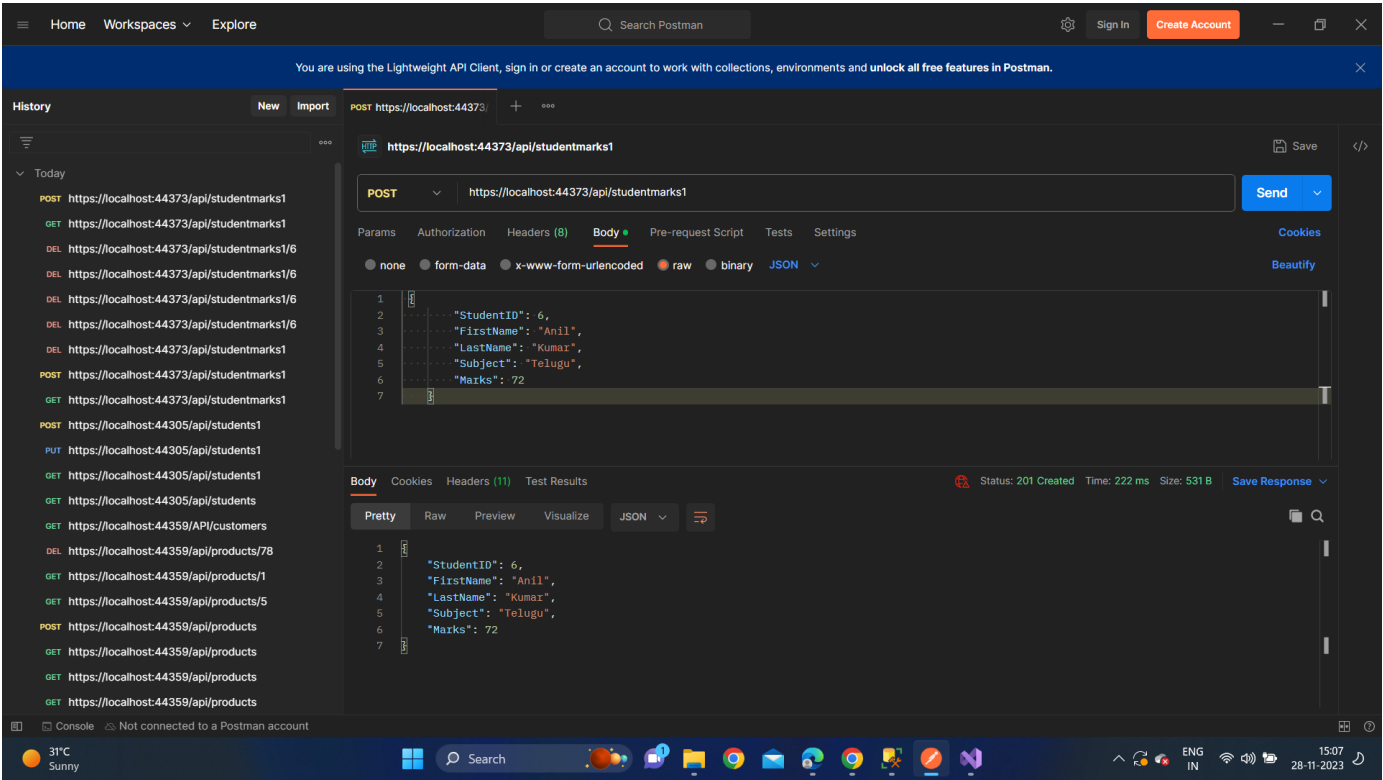 Home Workspaces Explore Search Postman Sign In Create Account
You are using the Lightweight API Client, sign in or create an account to work with collections, environments and unlock all free features in Postman.
History New Import
POST https://localhost:44373/
https://localhost:44373/api/studentmarks1 Save
Today
POST https://localhost:44373/api/studentmarks1
GET https://localhost:44373/api/studentmarks1
DEL https://localhost:44373/api/studentmarks1/6
DEL https://localhost:44373/api/studentmarks1/6
DEL https://localhost:44373/api/studentmarks1/6
DEL https://localhost:44373/api/studentmarks1/6
DEL https://localhost:44373/api/studentmarks1
POST https://localhost:44373/api/studentmarks1
GET https://localhost:44373/api/studentmarks1
POST https://localhost:44305/api/students1
PUT https://localhost:44305/api/students1
GET https://localhost:44305/api/students1
GET https://localhost:44305/api/students
GET https://localhost:44359/API/customers
DEL https://localhost:44359/api/products/78
GET https://localhost:44359/api/products/1
GET https://localhost:44359/api/products/5
POST https://localhost:44359/api/products
GET https://localhost:44359/api/products
GET https://localhost:44359/api/products
GET https://localhost:44359/api/products
POST https://localhost:44373/api/studentmarks1 Send
Params Authorization Headers (8) Body Pre-request Script Tests Settings Cookies
none form-data x-www-form-urlencoded raw binary JSON Beautify
1 {
2 "StudentID": 6,
3 "FirstName": "Anil",
4 "LastName": "Kumar",
5 "Subject": "Telugu",
6 "Marks": 72
7 }
Body Cookies Headers (11) Test Results Status: 201 Created Time: 222 ms Size: 531 B Save Response
Pretty Raw Preview Visualize JSON
1 {
2 "StudentID": 6,
3 "FirstName": "Anil",
4 "LastName": "Kumar",
5 "Subject": "Telugu",
6 "Marks": 72
7 }
Console Not connected to a Postman account
31°C
Sunny
Search
1
ENG
IN
15:07
28-11-2023